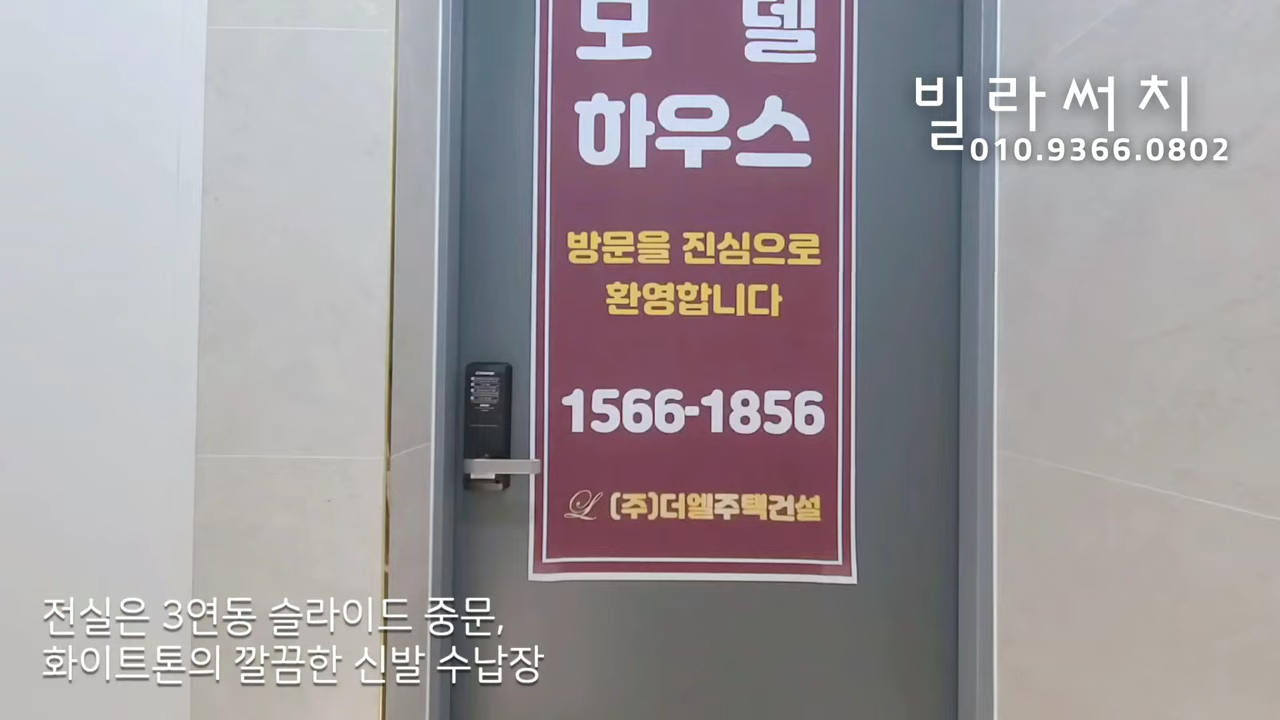 모 델
하우스
방문을 진심으로
환영합니다
1566-1856
(주)더엘주택건설
빌라써치
010.9366.0802
전실은 3연동 슬라이드 중문,
화이트톤의 깔끔한 신발 수납장